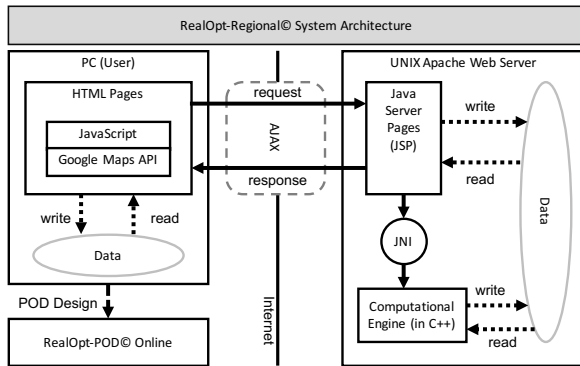 RealOpt-Regional© System Architecture
PC (User)
HTML Pages
JavaScript
Google Maps API
write
read
Data
POD Design
RealOpt-POD© Online
request
AJAX
response
Internet
UNIX Apache Web Server
Java
Server
Pages
(JSP)
write
read
JNI
Data
Computational
Engine (in C++)
write
read